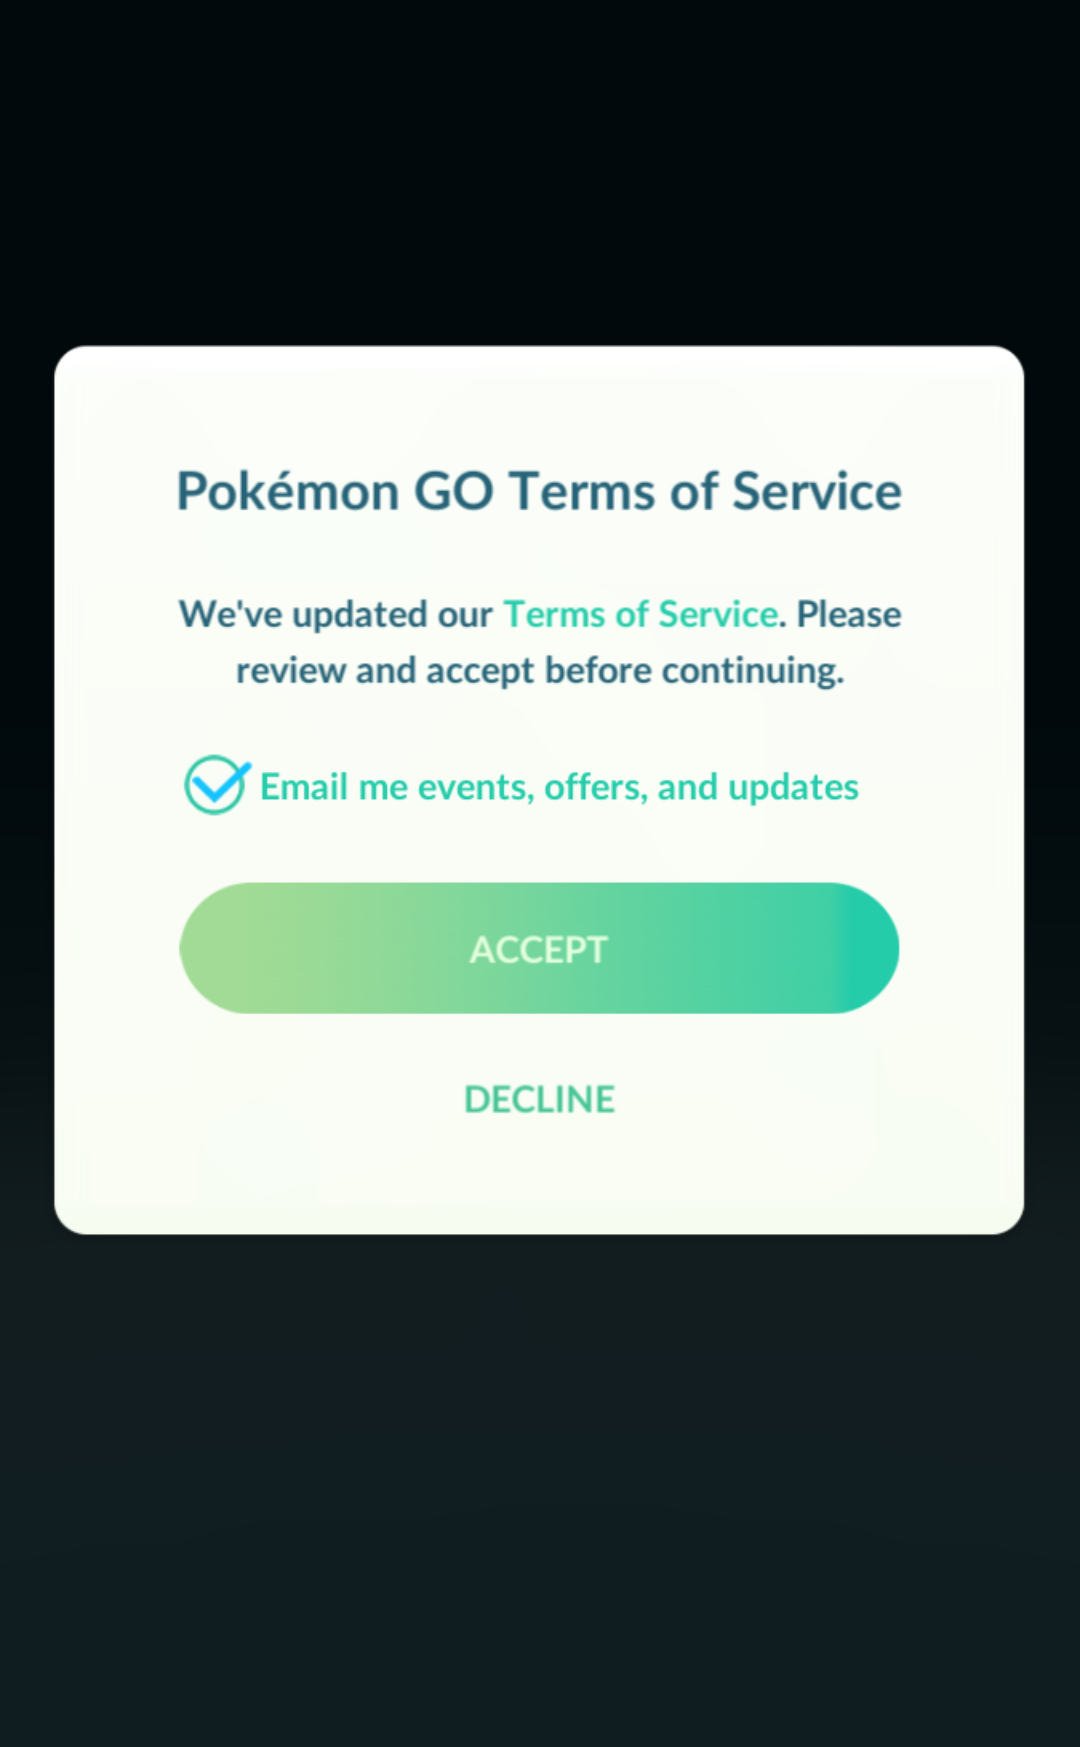 Pokémon GO Terms of Service
We've updated our Terms of Service. Please
review and accept before continuing.
Email me events, offers, and updates
ACCEPT
DECLINE